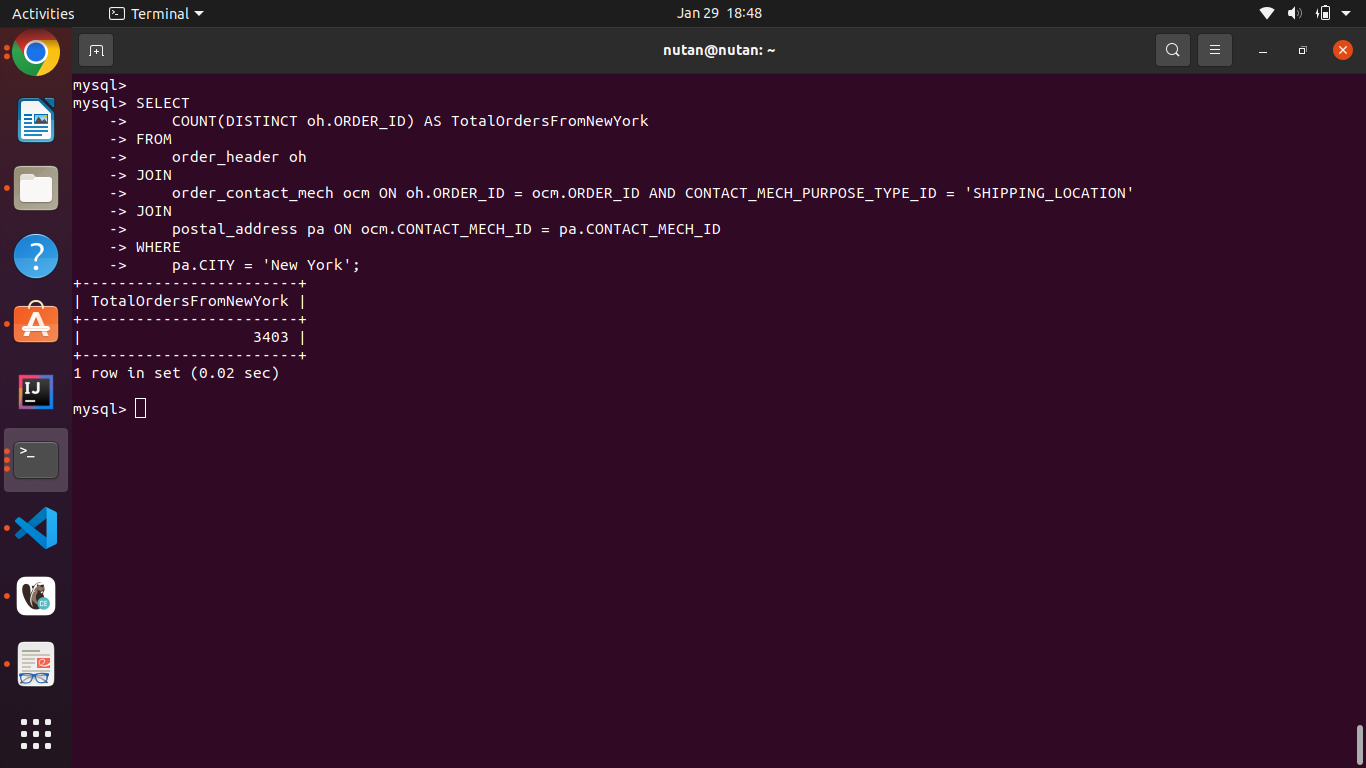 Activities
Terminal
Jan 29 18:48
nutan@nutan: ~
mysql>
mysql> SELECT
    ->     COUNT(DISTINCT oh.ORDER_ID) AS TotalOrdersFromNewYork
    -> FROM
    ->     order_header oh
    -> JOIN
    ->     order_contact_mech ocm ON oh.ORDER_ID = ocm.ORDER_ID AND CONTACT_MECH_PURPOSE_TYPE_ID = 'SHIPPING_LOCATION'
    -> JOIN
    ->     postal_address pa ON ocm.CONTACT_MECH_ID = pa.CONTACT_MECH_ID
    -> WHERE
    ->     pa.CITY = 'New York';
+------------------------+
| TotalOrdersFromNewYork |
+------------------------+
|                   3403 |
+------------------------+
1 row in set (0.02 sec)
mysql>
?
IJ
>_
CE